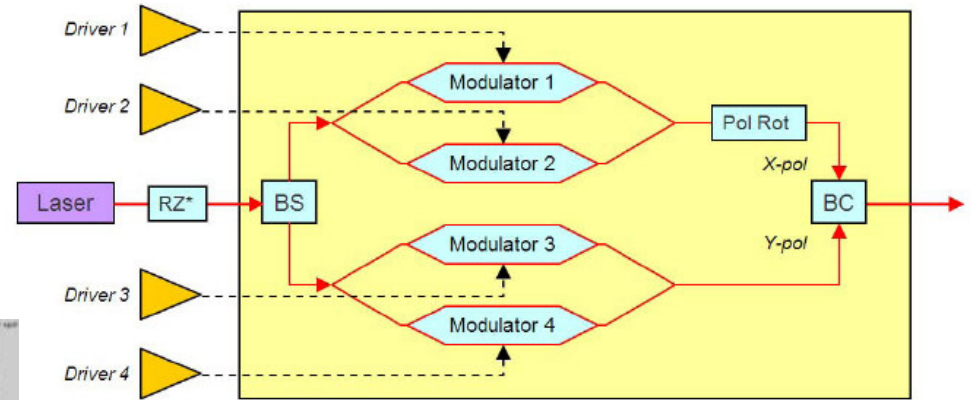 Driver 1
Modulator 1
Driver 2
Pol Rot
Modulator 2
X-pol
Laser
RZ*
BS
BC
Modulator 3
Y-pol
Driver 3
Modulator 4
Driver 4